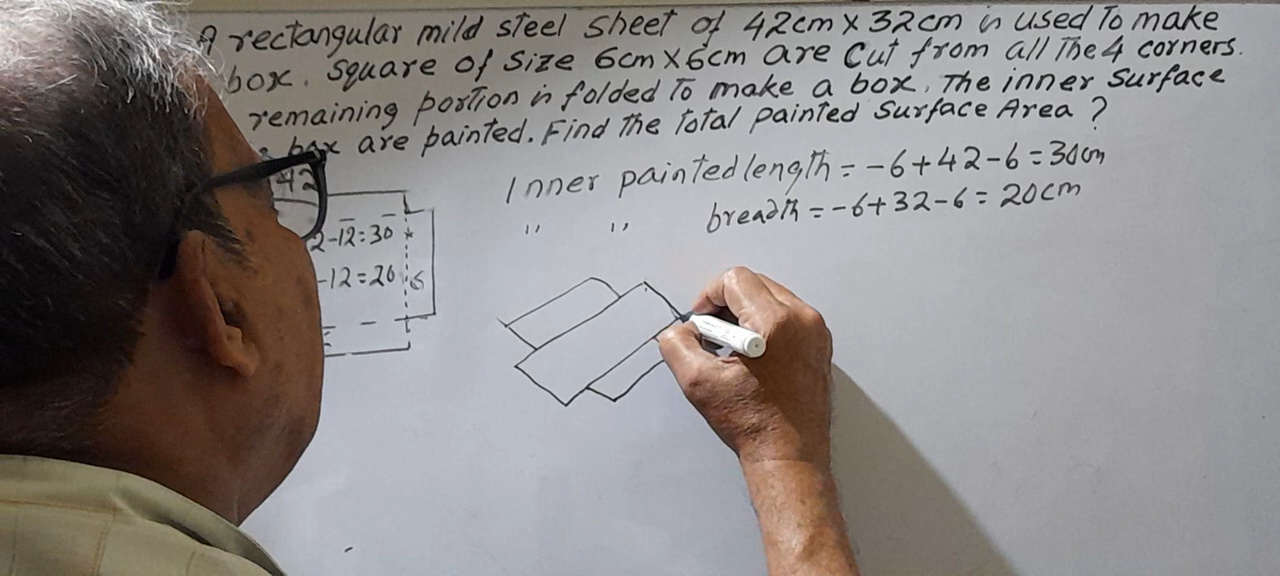 A rectangular mild steel sheet of 42cm X 32cm is used To make
box. Square of Size 6cm X 6cm are Cut from all The 4 corners.
remaining portion is folded To make a box. The inner Surface
box are painted. Find The Total painted Surface Area ?
42
Inner painted length = -6+42-6 = 30cm
" " breadth = -6+32-6 = 20cm
2-12=30
-12=20 6